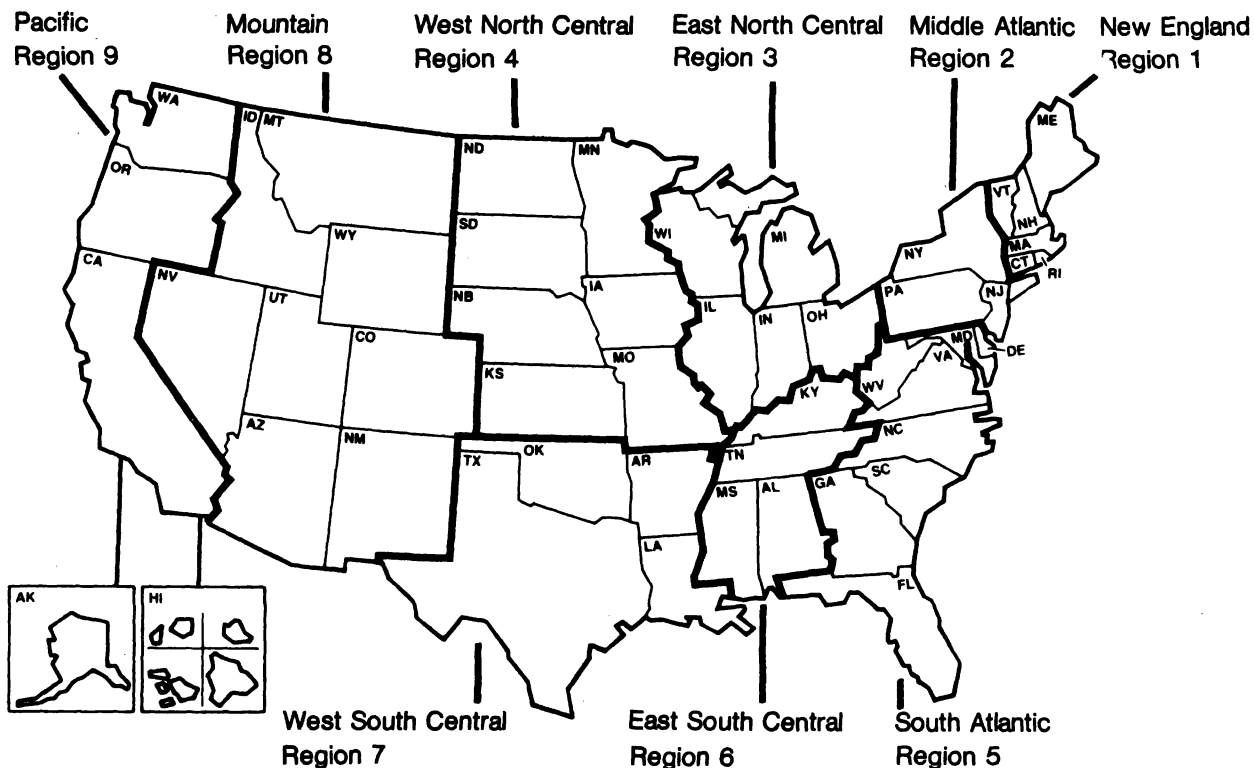 Pacific
Region 9
Mountain
Region 8
West North Central
Region 4
East North Central
Region 3
Middle Atlantic
Region 2
New England
Region 1
WA
ID
MT
ND
MN
ME
OR
VT
NH
SD
WI
MI
WY
NY
MA
CT
RI
CA
NV
UT
NB
IA
IL
IN
OH
PA
NJ
CO
MO
MD
VA
DE
KS
KY
WV
AZ
NM
TX
OK
AR
TN
NC
MS
AL
GA
SC
LA
FL
AK
HI
West South Central
Region 7
East South Central
Region 6
South Atlantic
Region 5